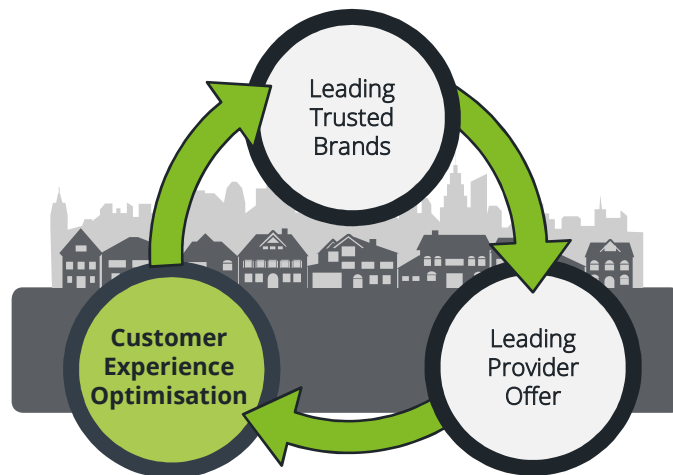 Leading
Trusted
Brands
Customer
Experience
Optimisation
Leading
Provider
Offer